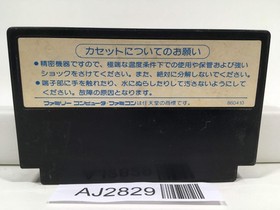 カセットについてのお願い
●精密機器ですので、極端な温度条件下での使用や保管および強い
ショックをさけてください。また、絶対に分解しないでください。
●端子部に手を触れたり、水にぬらしたりして汚さないようにして
ください。故障の原因となります。
ファミリーコンピュータ・ファミコンは任天堂の商標です。
AJ2829